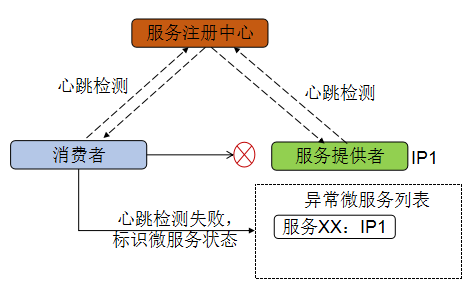 服务注册中心
心跳检测
心跳检测
消费者
服务提供者
IP1
异常微服务列表
服务XX：IP1
心跳检测失败，
标识微服务状态